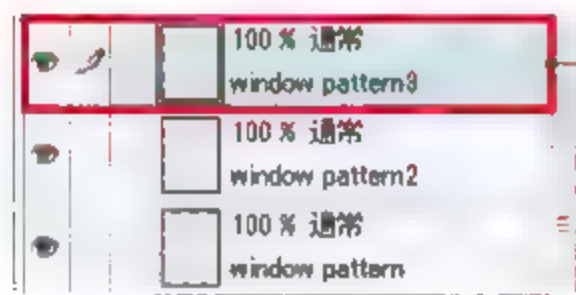 100 % 通常
window pattern3
100 % 通常
window pattern2
100 % 通常
window pattern